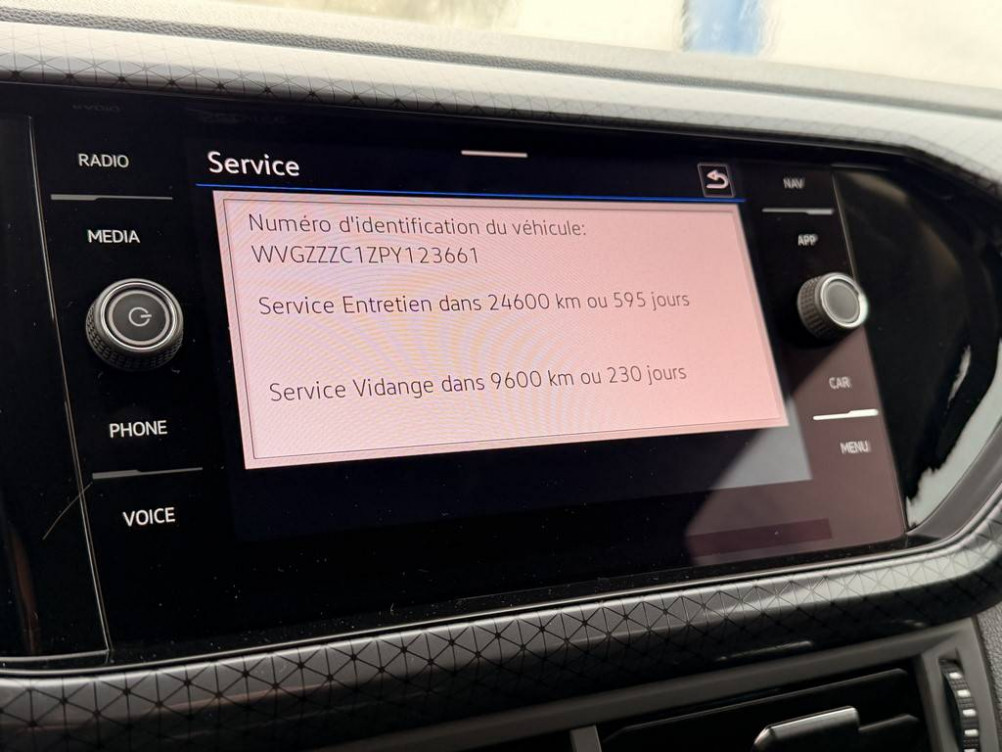 RADIO
MEDIA
PHONE
VOICE
Service
Numéro d'identification du véhicule:
WVGZZZC1ZPY123661
Service Entretien dans 24600 km ou 595 jours
Service Vidange dans 9600 km ou 230 jours
NAV
APP
CAR
MENU